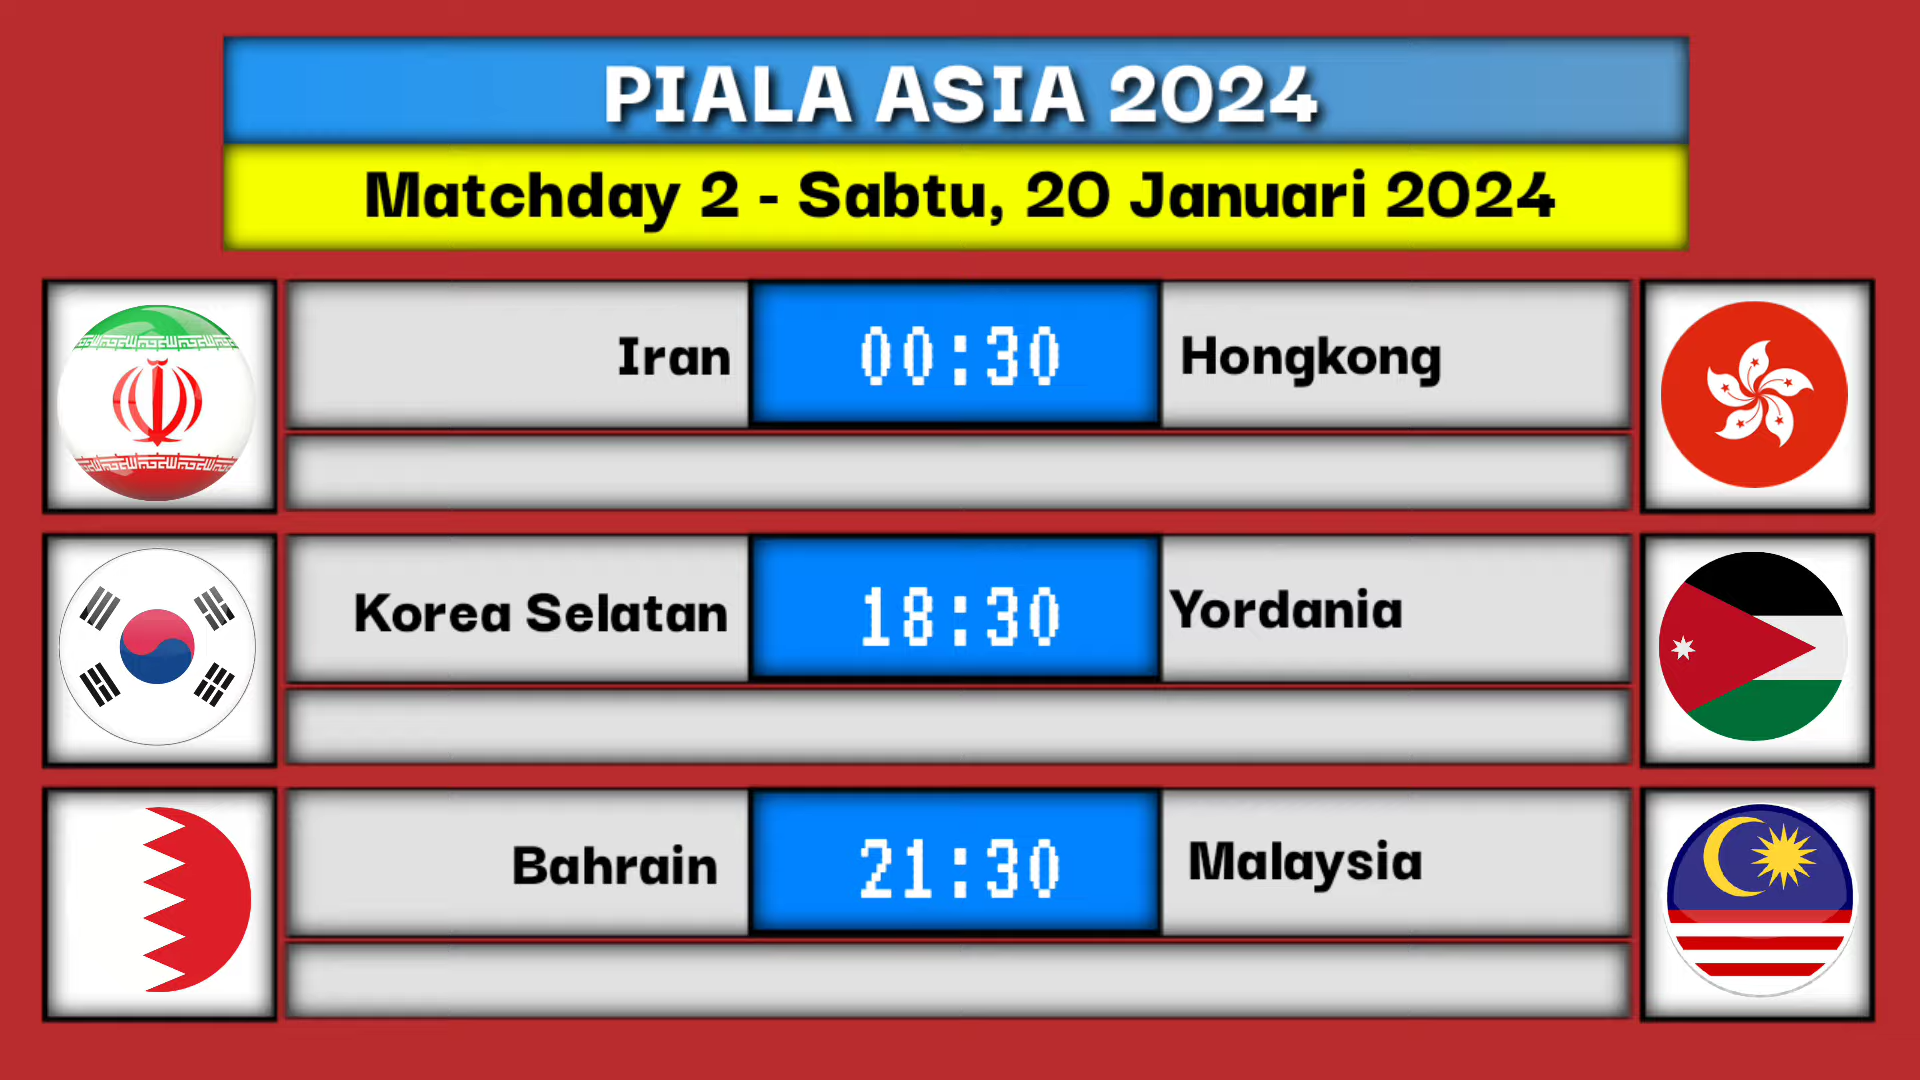 PIALA ASIA 2024
Matchday 2 - Sabtu, 20 Januari 2024
Iran 00:30 Hongkong
Korea Selatan 18:30 Yordania
Bahrain 21:30 Malaysia